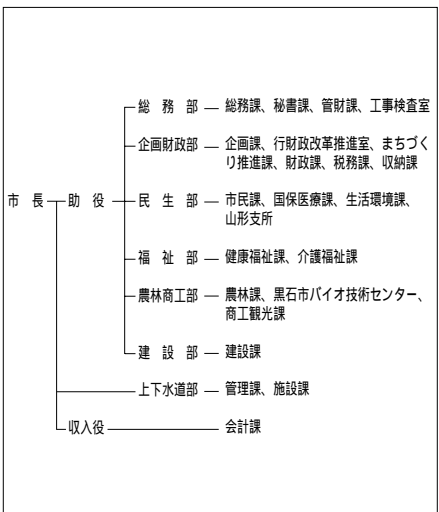 総務部 総務課、秘書課、管財課、工事検査室
企画財政部 企画課、行財政改革推進室、まちづく
り推進課、財政課、税務課、収納課
市長 助役 民生部 市民課、国保医療課、生活環境課、
山形支所
福祉部 健康福祉課、介護福祉課
農林商工部 農林課、黒石市バイオ技術センター、
商工観光課
建設部 建設課
上下水道部 管理課、施設課
収入役 会計課